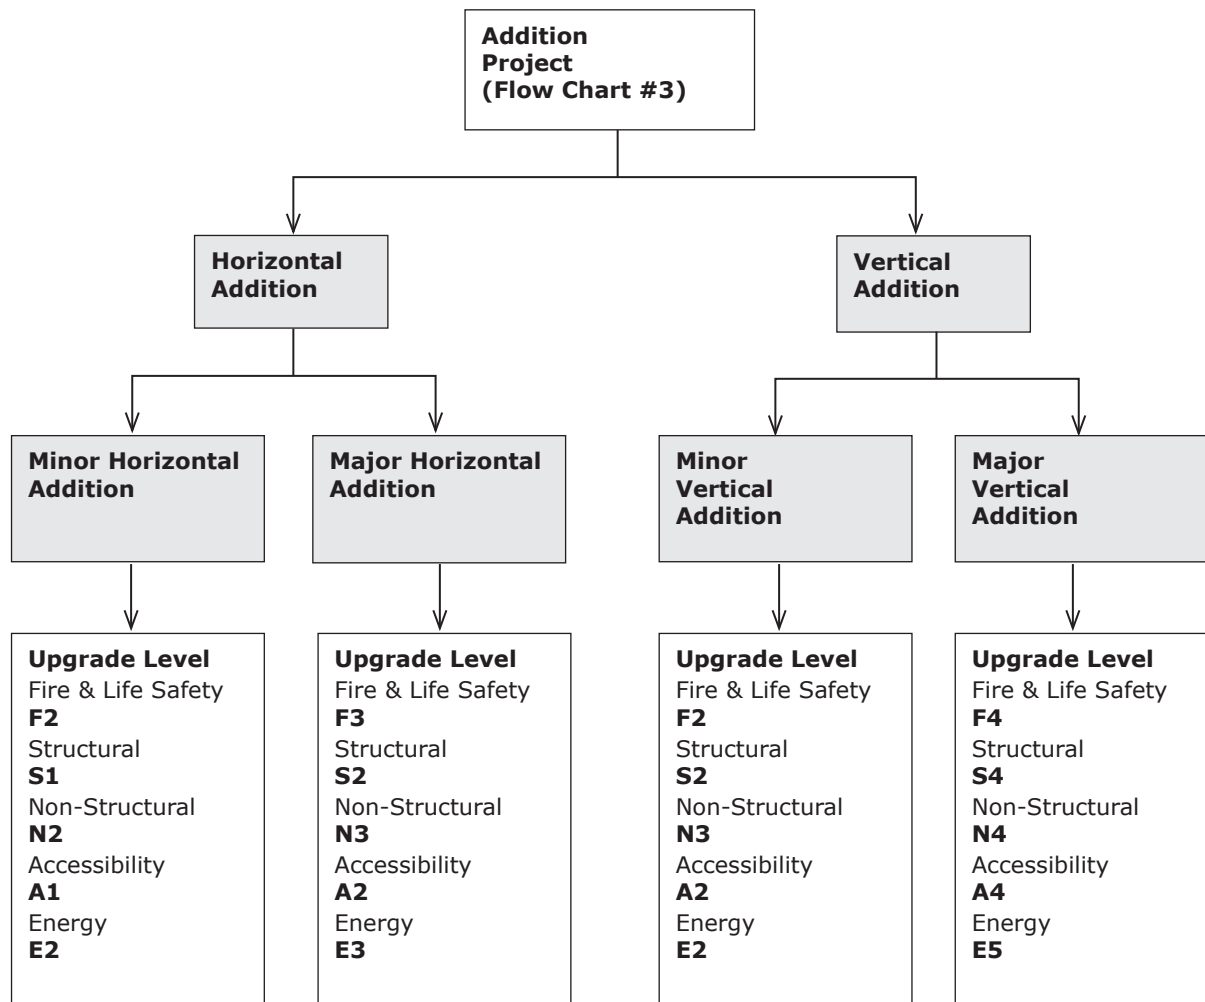 Addition
Project
(Flow Chart #3)
Horizontal
Addition
Vertical
Addition
Minor Horizontal
Addition
Major Horizontal
Addition
Minor
Vertical
Addition
Major
Vertical
Addition
Upgrade Level
Fire & Life Safety
F2
Structural
S1
Non-Structural
N2
Accessibility
A1
Energy
E2
Upgrade Level
Fire & Life Safety
F3
Structural
S2
Non-Structural
N3
Accessibility
A2
Energy
E3
Upgrade Level
Fire & Life Safety
F2
Structural
S2
Non-Structural
N3
Accessibility
A2
Energy
E2
Upgrade Level
Fire & Life Safety
F4
Structural
S4
Non-Structural
N4
Accessibility
A4
Energy
E5